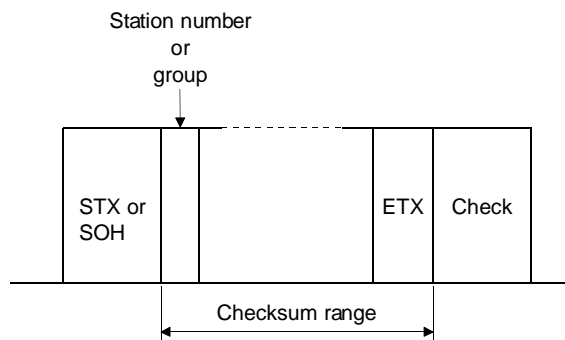 Station number
or
group
STX or
SOH
ETX
Check
Checksum range